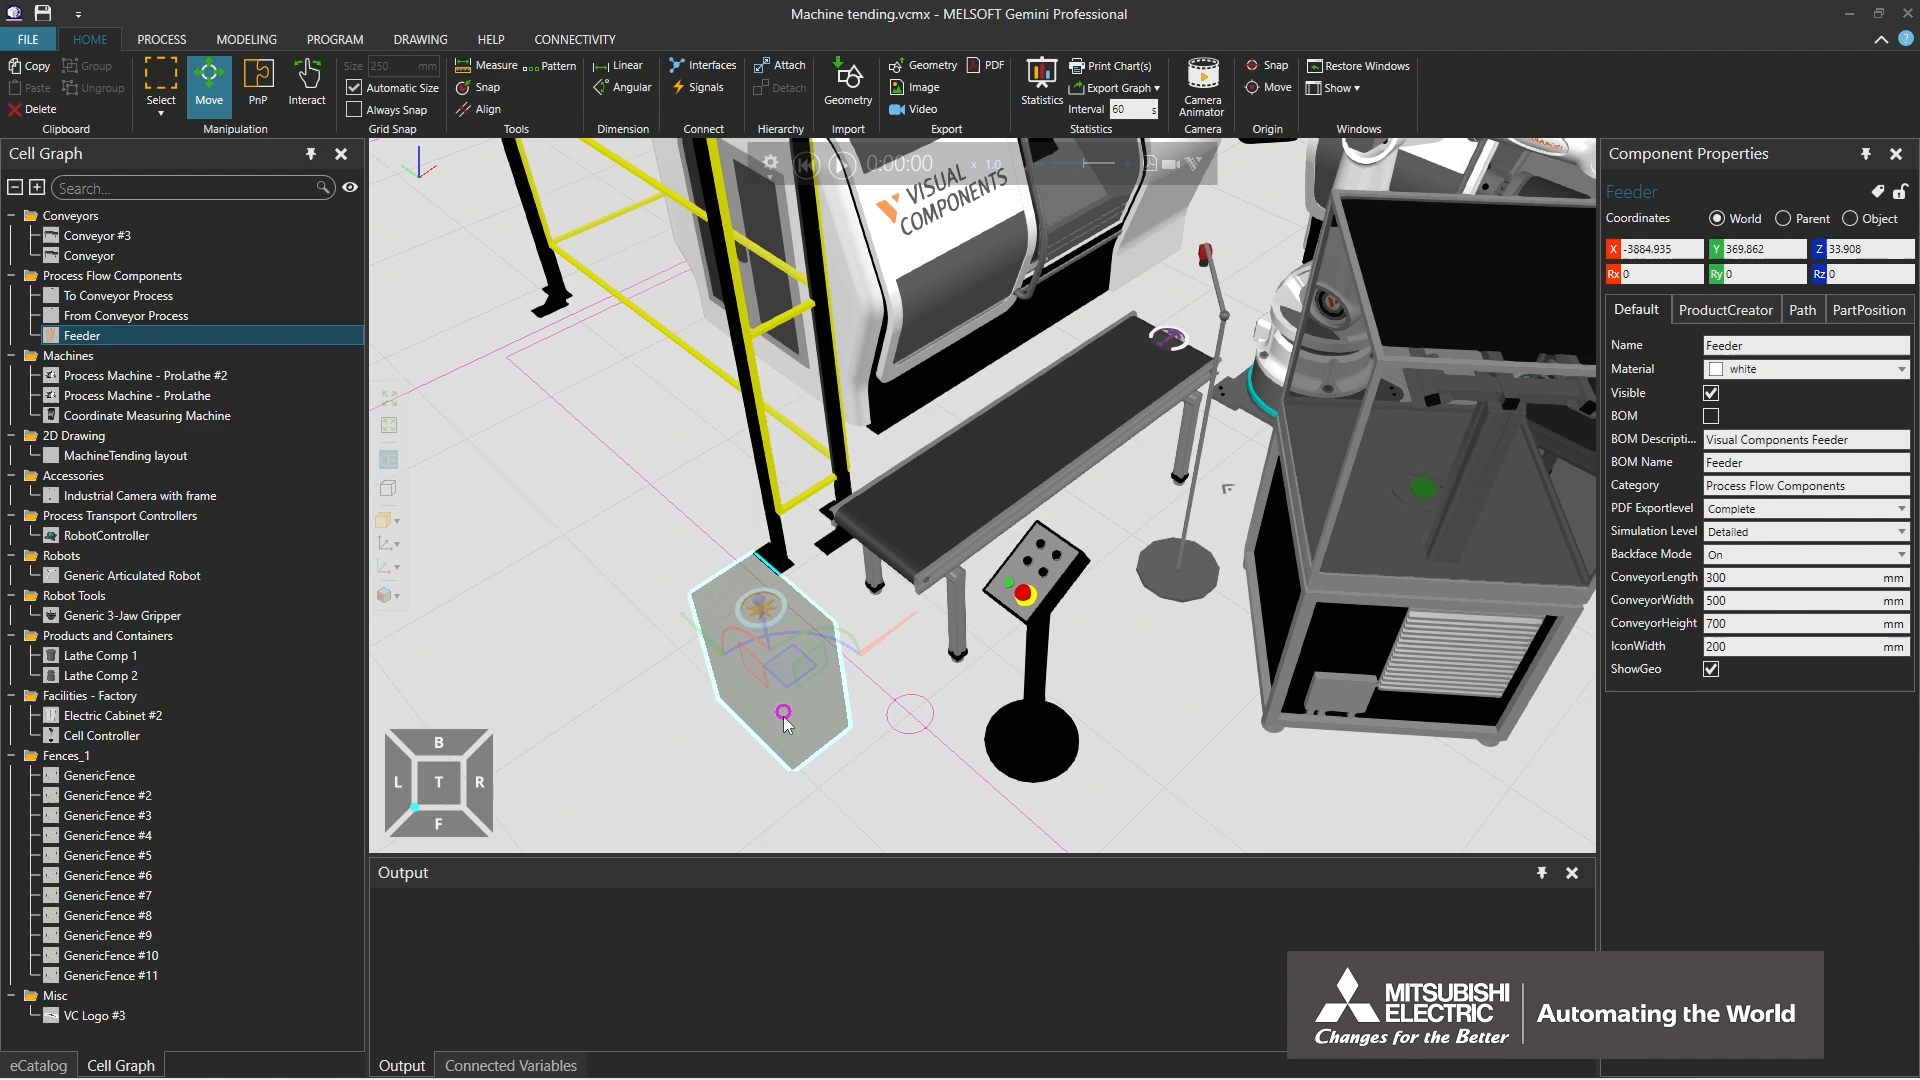 Machine tending.vcmx - MELSOFT Gemini Professional
FILE HOME PROCESS MODELING PROGRAM DRAWING HELP CONNECTIVITY
Copy Group
Paste Ungroup
Delete
Clipboard
Select Move PnP Interact
Manipulation
Size 250 mm
Automatic Size
Always Snap
Grid Snap
Measure Pattern
Snap
Align
Tools
Linear
Angular
Dimension
Interfaces
Signals
Connect
Attach
Detach
Hierarchy
Geometry
Import
Geometry PDF
Image
Video
Export
Statistics
Print Chart(s)
Export Graph
Interval 60 s
Statistics
Camera
Animator
Camera
Snap
Move
Origin
Restore Windows
Show
Windows
Cell Graph
Search...
Conveyors
Conveyor #3
Conveyor
Process Flow Components
To Conveyor Process
From Conveyor Process
Feeder
Machines
Process Machine - ProLathe #2
Process Machine - ProLathe
Coordinate Measuring Machine
2D Drawing
MachineTending layout
Accessories
Industrial Camera with frame
Process Transport Controllers
RobotController
Robots
Generic Articulated Robot
Robot Tools
Generic 3-Jaw Gripper
Products and Containers
Lathe Comp 1
Lathe Comp 2
Facilities - Factory
Electric Cabinet #2
Cell Controller
Fences_1
GenericFence
GenericFence #2
GenericFence #3
GenericFence #4
GenericFence #5
GenericFence #6
GenericFence #7
GenericFence #8
GenericFence #9
GenericFence #10
GenericFence #11
Misc
VC Logo #3
eCatalog Cell Graph
0:00:00 x 1.0
VISUAL
COMPONENTS
B
L T R
F
Output
Output Connected Variables
Component Properties
Feeder
Coordinates World Parent Object
X -3884.935 Y 369.862 Z 33.908
Rx 0 Ry 0 Rz 0
Default ProductCreator Path PartPosition
Name Feeder
Material white
Visible
BOM
BOM Descripti... Visual Components Feeder
BOM Name Feeder
Category Process Flow Components
PDF Exportlevel Complete
Simulation Level Detailed
Backface Mode On
ConveyorLength 300 mm
ConveyorWidth 500 mm
ConveyorHeight 700 mm
IconWidth 200 mm
ShowGeo
MITSUBISHI
ELECTRIC
Changes for the Better
Automating the World